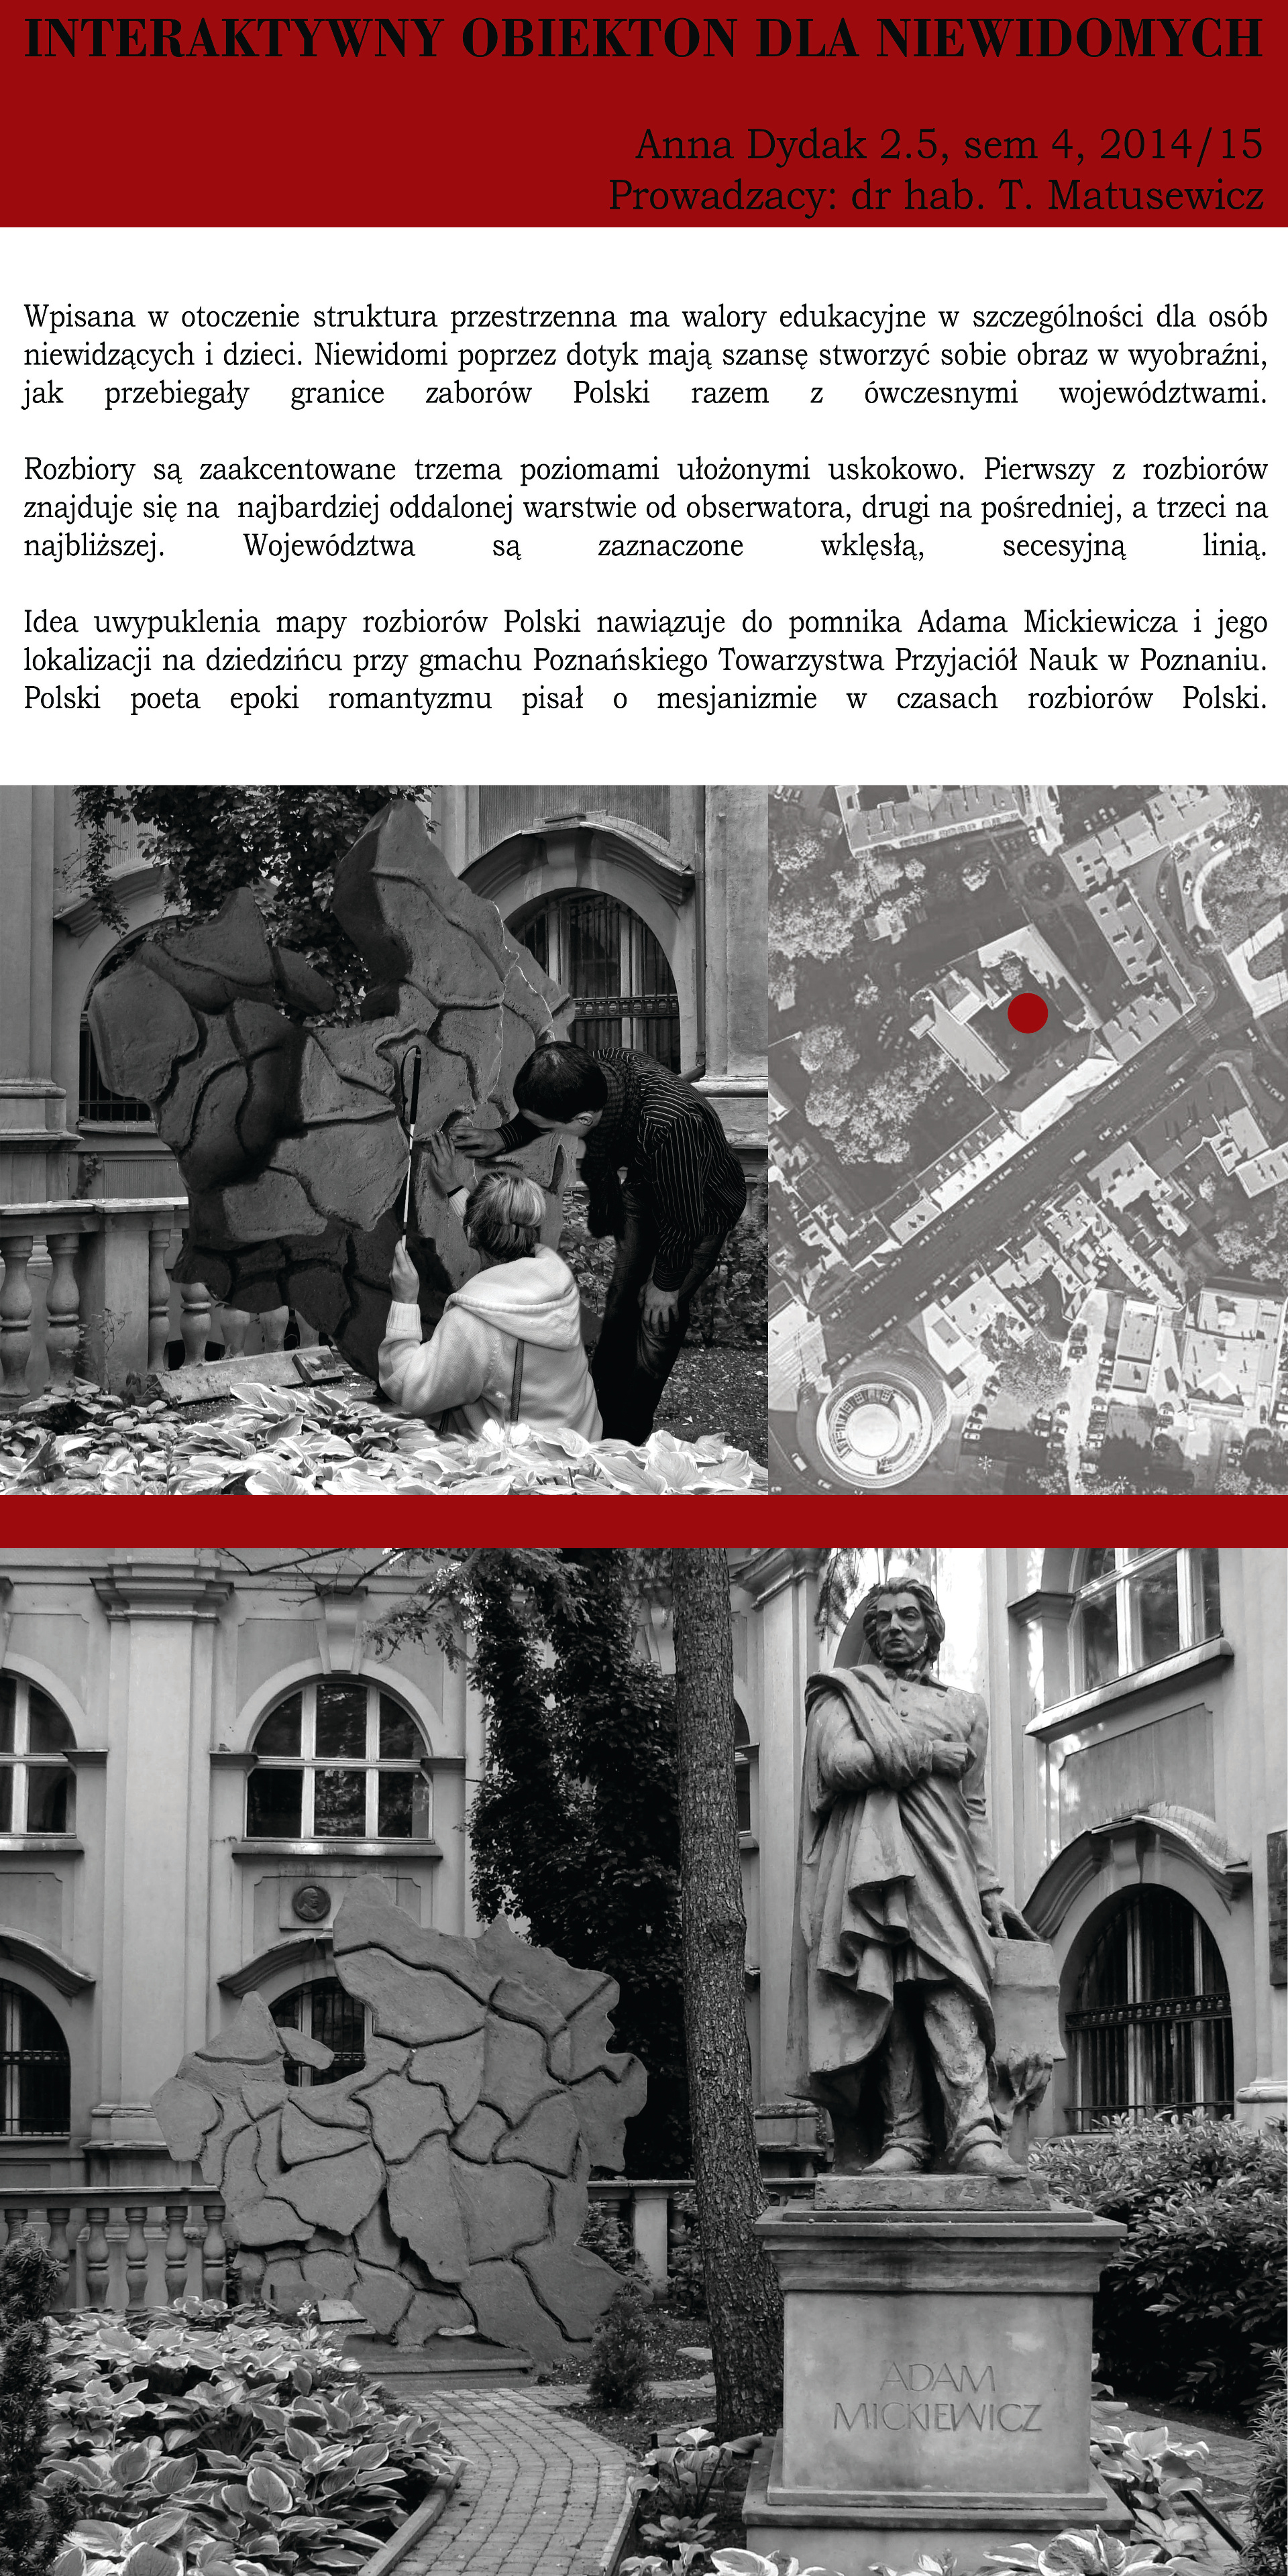 INTERAKTYWNY OBIEKTON DLA NIEWIDOMYCH
Anna Dydak 2.5, sem 4, 2014/15
Prowadzacy: dr hab. T. Matusewicz
Wpisana w otoczenie struktura przestrzenna ma walory edukacyjne w szczególności dla osób
niewidzących i dzieci. Niewidomi poprzez dotyk mają szansę stworzyć sobie obraz w wyobraźni,
jak przebiegały granice zaborów Polski razem z ówczesnymi województwami.
Rozbiory są zaakcentowane trzema poziomami ułożonymi uskokowo. Pierwszy z rozbiorów
znajduje się na najbardziej oddalonej warstwie od obserwatora, drugi na pośredniej, a trzeci na
najbliższej. Województwa są zaznaczone wklęsłą, secesyjną linią.
Idea uwypuklenia mapy rozbiorów Polski nawiązuje do pomnika Adama Mickiewicza i jego
lokalizacji na dziedzińcu przy gmachu Poznańskiego Towarzystwa Przyjaciół Nauk w Poznaniu.
Polski poeta epoki romantyzmu pisał o mesjanizmie w czasach rozbiorów Polski.
ADAM
MICKIEWICZ